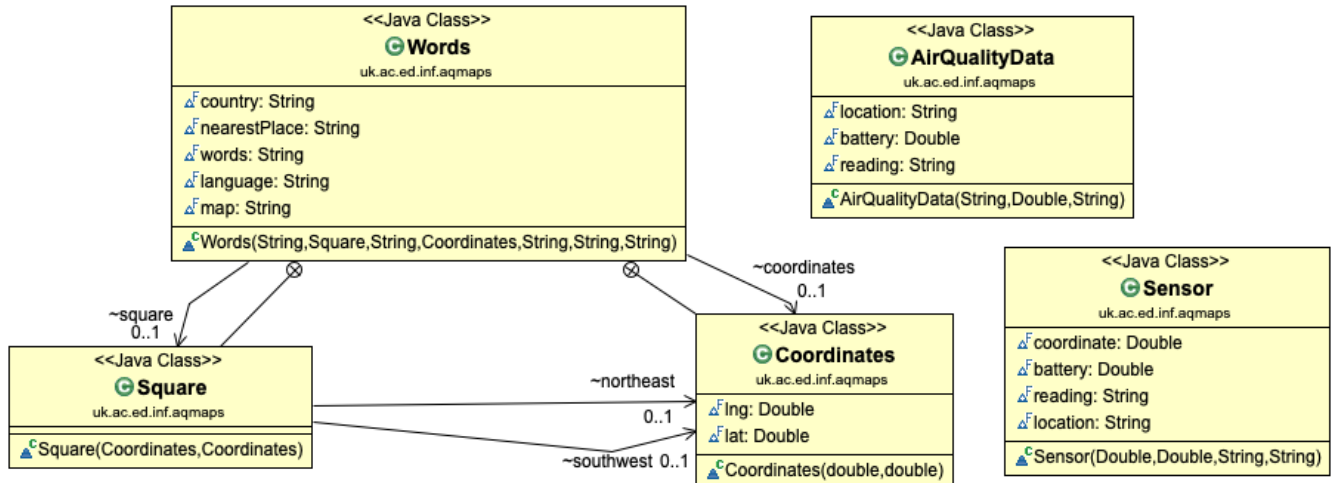 <<Java Class>>
Words
uk.ac.ed.inf.aqmaps
country: String
nearestPlace: String
words: String
language: String
map: String
Words(String,Square,String,Coordinates,String,String,String)
<<Java Class>>
AirQualityData
uk.ac.ed.inf.aqmaps
location: String
battery: Double
reading: String
AirQualityData(String,Double,String)
~square
0..1
~coordinates
0..1
<<Java Class>>
Square
uk.ac.ed.inf.aqmaps
Square(Coordinates,Coordinates)
~northeast
0..1
~southwest 0..1
<<Java Class>>
Coordinates
uk.ac.ed.inf.aqmaps
lng: Double
lat: Double
Coordinates(double,double)
<<Java Class>>
Sensor
uk.ac.ed.inf.aqmaps
coordinate: Double
battery: Double
reading: String
location: String
Sensor(Double,Double,String,String)